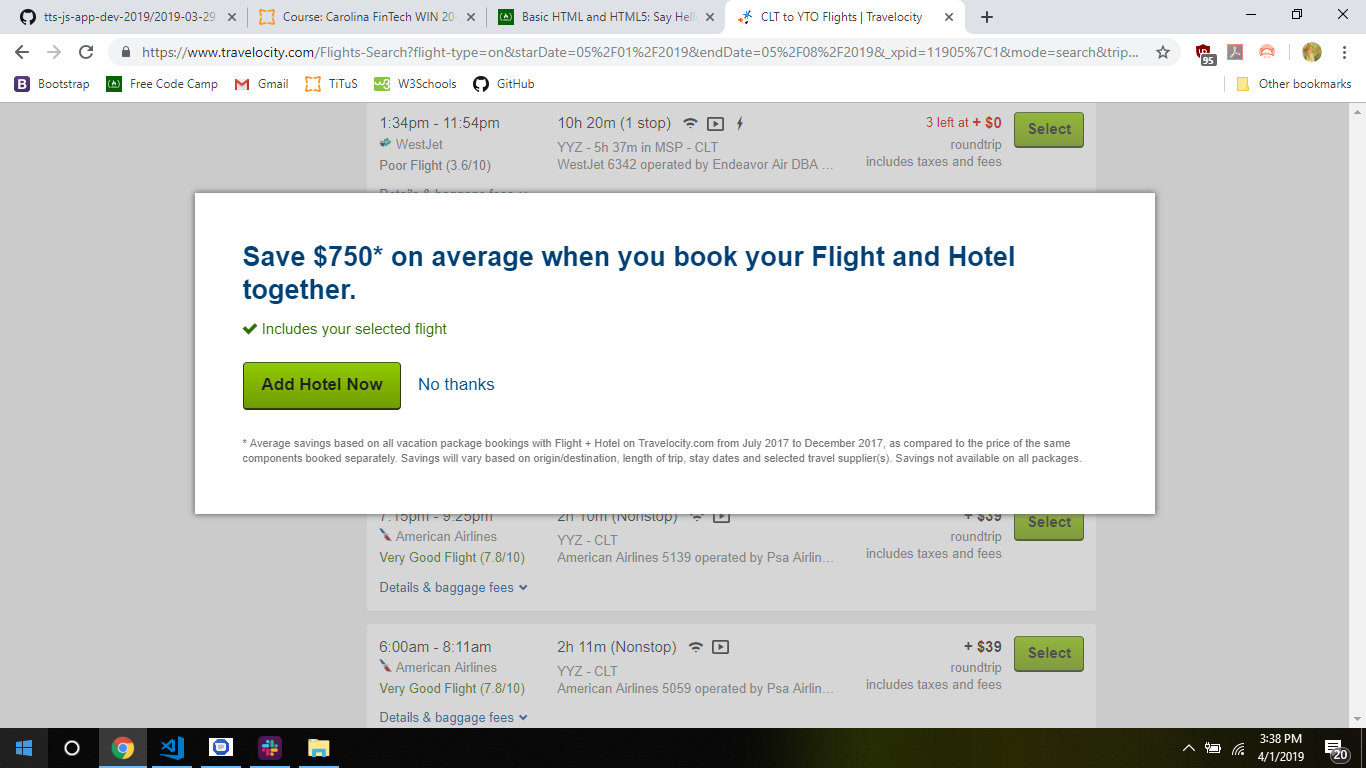 tts-js-app-dev-2019/2019-03-29
Course: Carolina FinTech WIN 20
Basic HTML and HTML5: Say Hell
CLT to YTO Flights | Travelocity
https://www.travelocity.com/Flights-Search?flight-type=on&starDate=05%2F01%2F2019&endDate=05%2F08%2F2019&_xpid=11905%7C1&mode=search&trip...
95
Bootstrap
Free Code Camp
Gmail
TiTuS
W3Schools
GitHub
Other bookmarks
1:34pm - 11:54pm 10h 20m (1 stop) 3 left at + $0 Select
WestJet YYZ - 5h 37m in MSP - CLT roundtrip
Poor Flight (3.6/10) WestJet 6342 operated by Endeavor Air DBA ... includes taxes and fees
Details & baggage fees
Save $750* on average when you book your Flight and Hotel
together.
Includes your selected flight
Add Hotel Now No thanks
* Average savings based on all vacation package bookings with Flight + Hotel on Travelocity.com from July 2017 to December 2017, as compared to the price of the same
components booked separately. Savings will vary based on origin/destination, length of trip, stay dates and selected travel supplier(s). Savings not available on all packages.
7:15pm - 9:25pm 2h 10m (Nonstop) + $39 Select
American Airlines YYZ - CLT roundtrip
Very Good Flight (7.8/10) American Airlines 5139 operated by Psa Airlin... includes taxes and fees
Details & baggage fees
6:00am - 8:11am 2h 11m (Nonstop) + $39 Select
American Airlines YYZ - CLT roundtrip
Very Good Flight (7.8/10) American Airlines 5059 operated by Psa Airlin... includes taxes and fees
Details & baggage fees
3:38 PM
4/1/2019
20